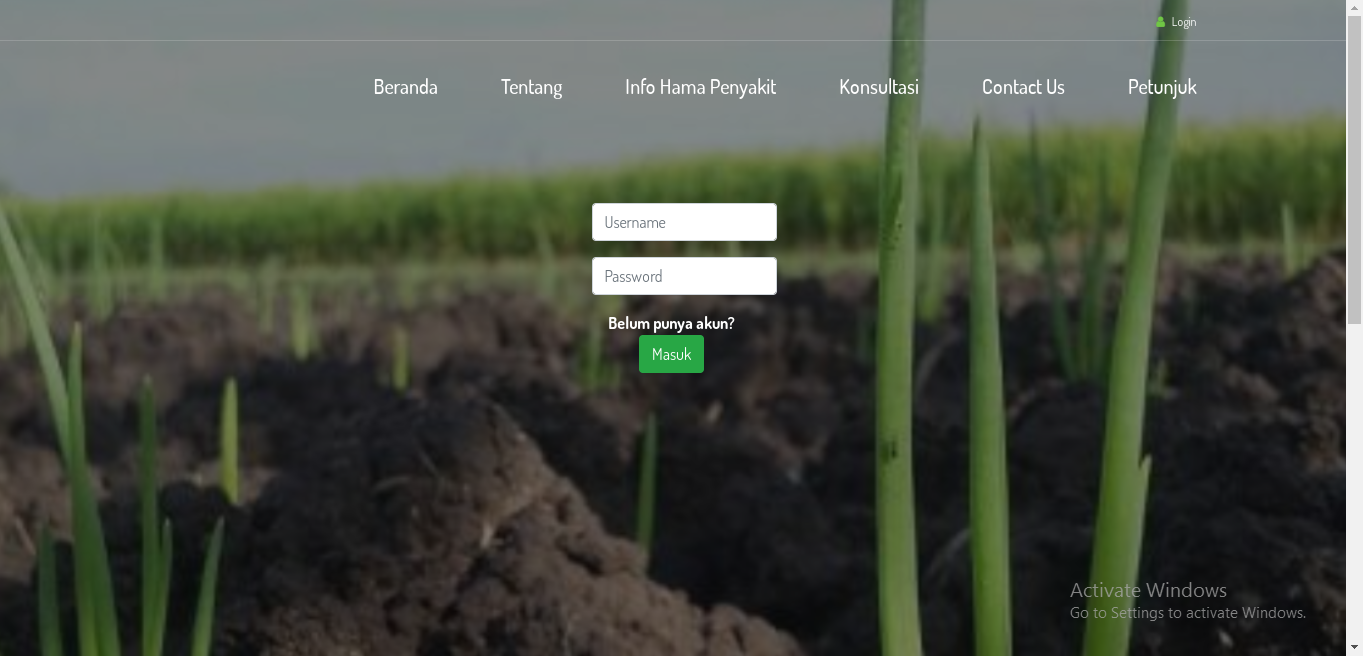 Login
Beranda Tentang Info Hama Penyakit Konsultasi Contact Us Petunjuk
Username
Password
Belum punya akun?
Masuk
Activate Windows
Go to Settings to activate Windows.